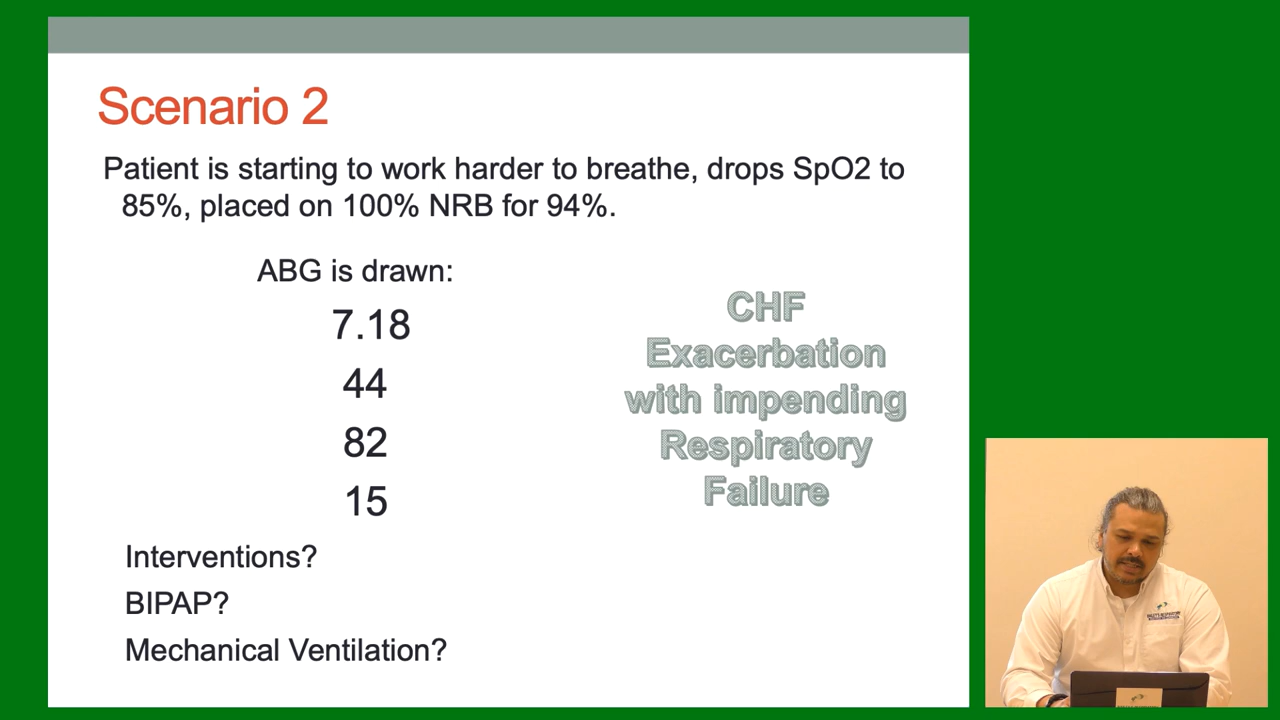 Scenario 2
Patient is starting to work harder to breathe, drops SpO2 to
85%, placed on 100% NRB for 94%.
ABG is drawn:
7.18
44
82
15
CHF
Exacerbation
with impending
Respiratory
Failure
Interventions?
BIPAP?
Mechanical Ventilation?